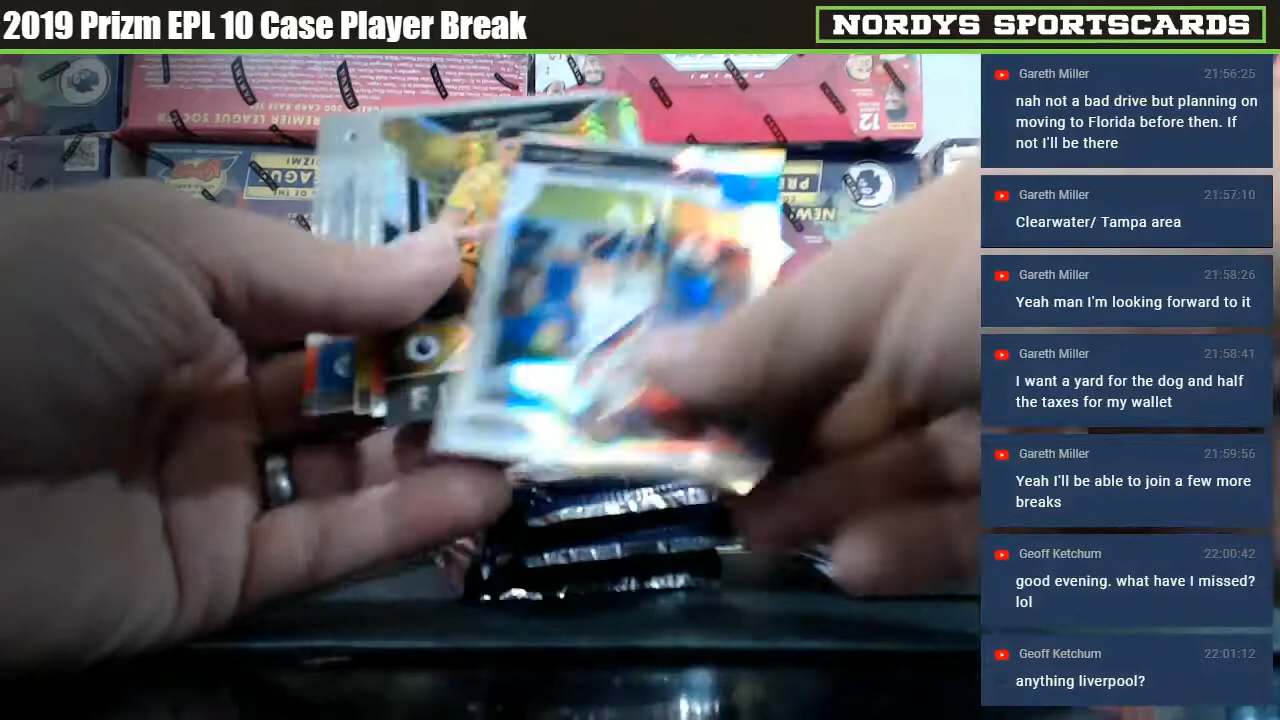 2019 Prizm EPL 10 Case Player Break
NORDYS SPORTSCARDS
Gareth Miller 21:56:25
nah not a bad drive but planning on
moving to Florida before then. If
not I'll be there
Gareth Miller 21:57:10
Clearwater/ Tampa area
Gareth Miller 21:58:26
Yeah man I'm looking forward to it
Gareth Miller 21:58:41
I want a yard for the dog and half
the taxes for my wallet
Gareth Miller 21:59:56
Yeah I'll be able to join a few more
breaks
Geoff Ketchum 22:00:42
good evening. what have I missed?
lol
Geoff Ketchum 22:01:12
anything liverpool?
PREMIER LEAGUE SOCCER
12